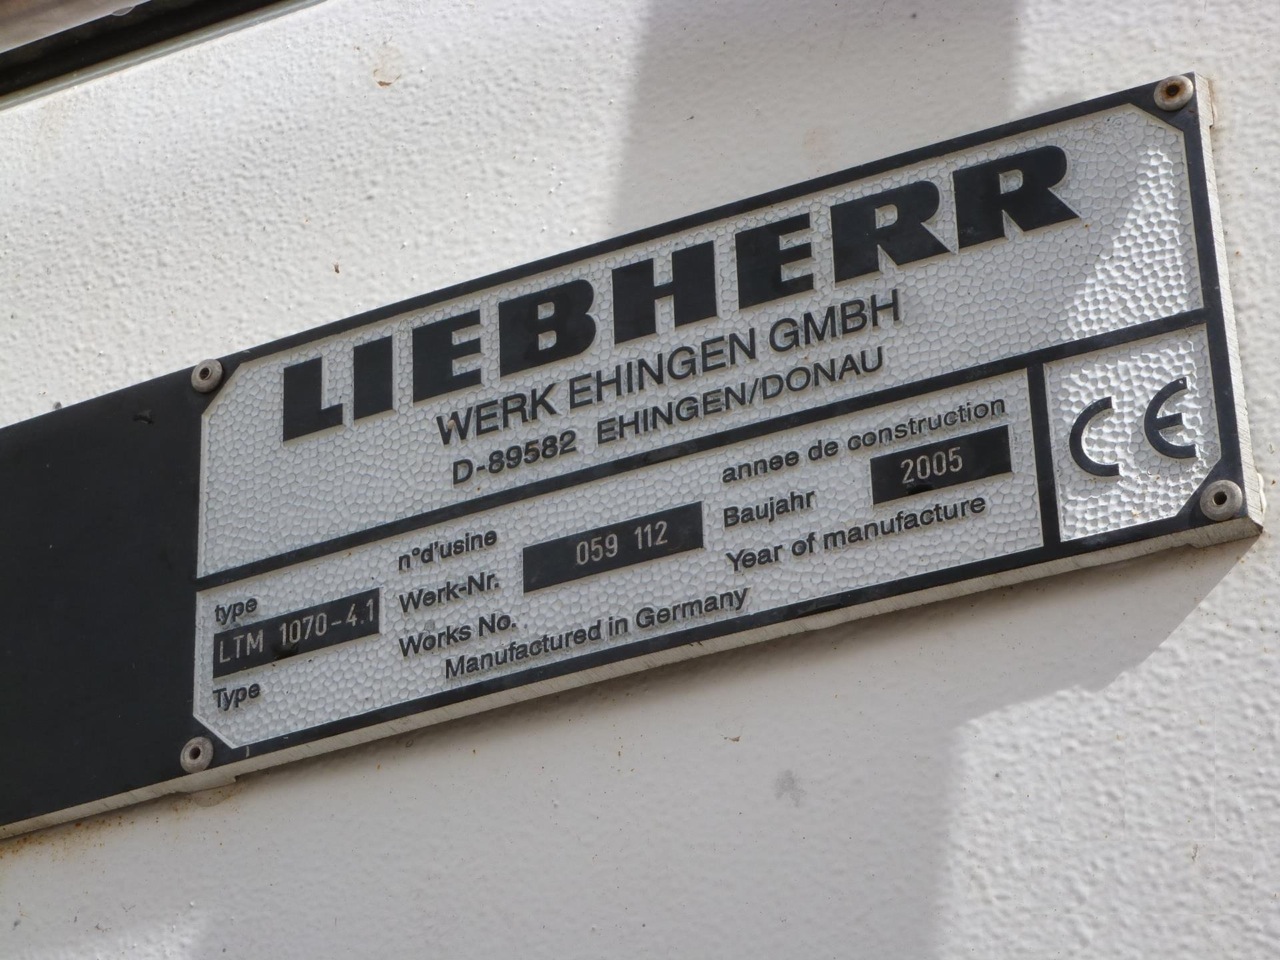 LIEBHERR
WERK EHINGEN GMBH
D-89582 EHINGEN/DONAU
type
LTM 1070-4.1
Type
n°d'usine
Werk-Nr.
Works No.
059 112
annee de construction
Baujahr
Year of manufacture
2005
Manufactured in Germany
CE